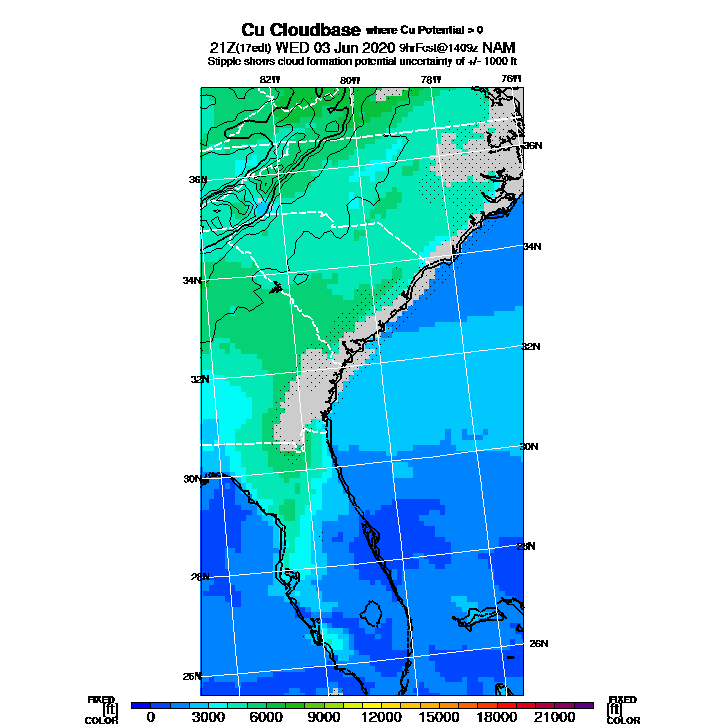 Cu Cloudbase where Cu Potential > 0
21Z(17edt) WED 03 Jun 2020 9hrFcst@1409z NAM
Stipple shows cloud formation potential uncertainty of +/- 1000 ft
82W 80W 78W 76W
36N
36N
34N
34N
32N
32N
30N
30N
28N
28N
26N
26N
FIXED FIXED
[ft] 0 3000 6000 9000 12000 15000 18000 21000 [ft]
COLOR COLOR